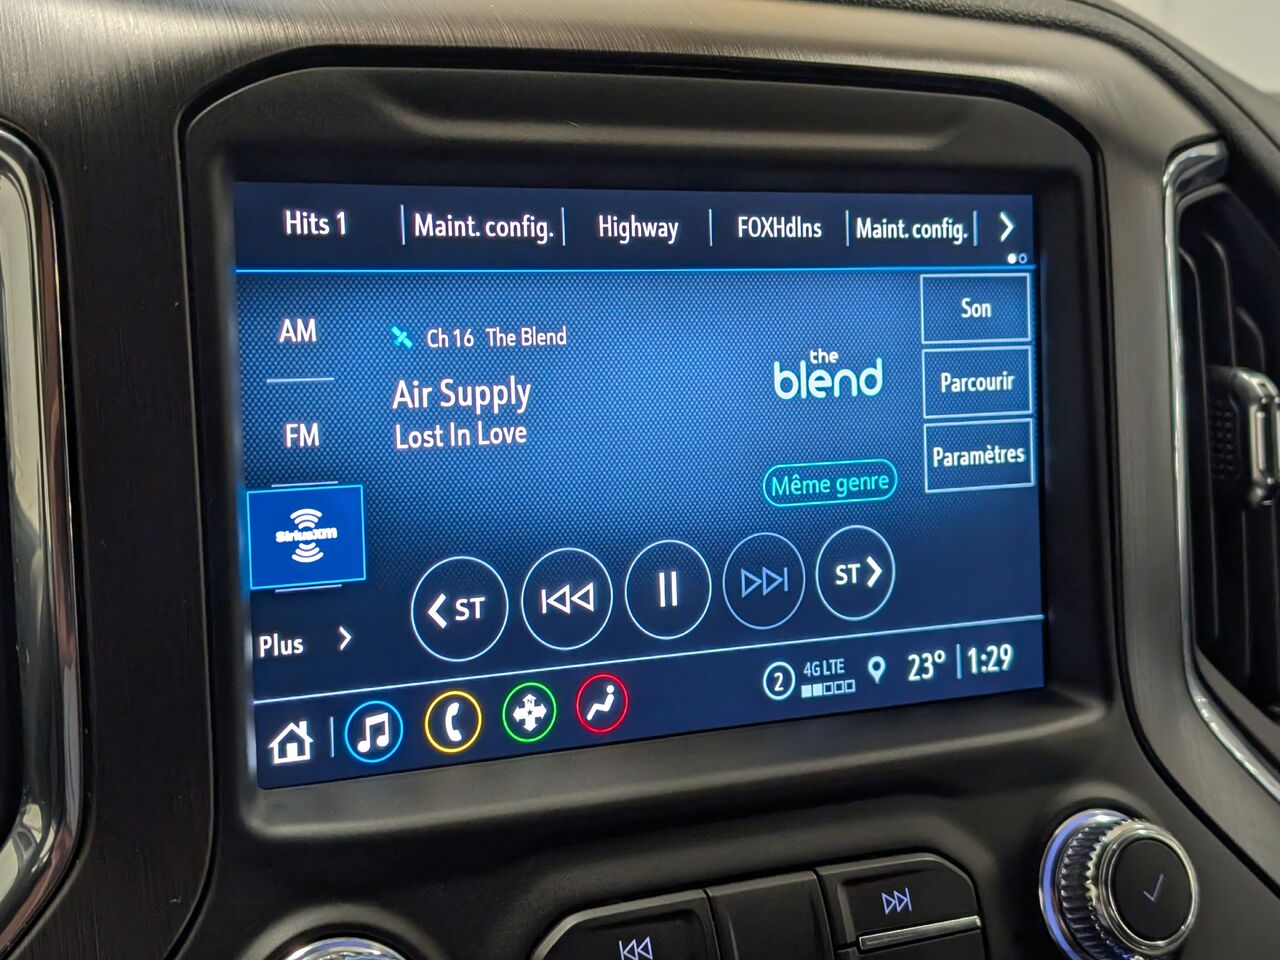 Hits 1
Maint. config.
Highway
FOXHdlns
Maint. config.
AM
FM
SiriusXM
Plus
Ch 16 The Blend
Air Supply
Lost In Love
the
blend
Même genre
Son
Parcourir
Paramètres
ST
ST
2
4G LTE
23°
1:29